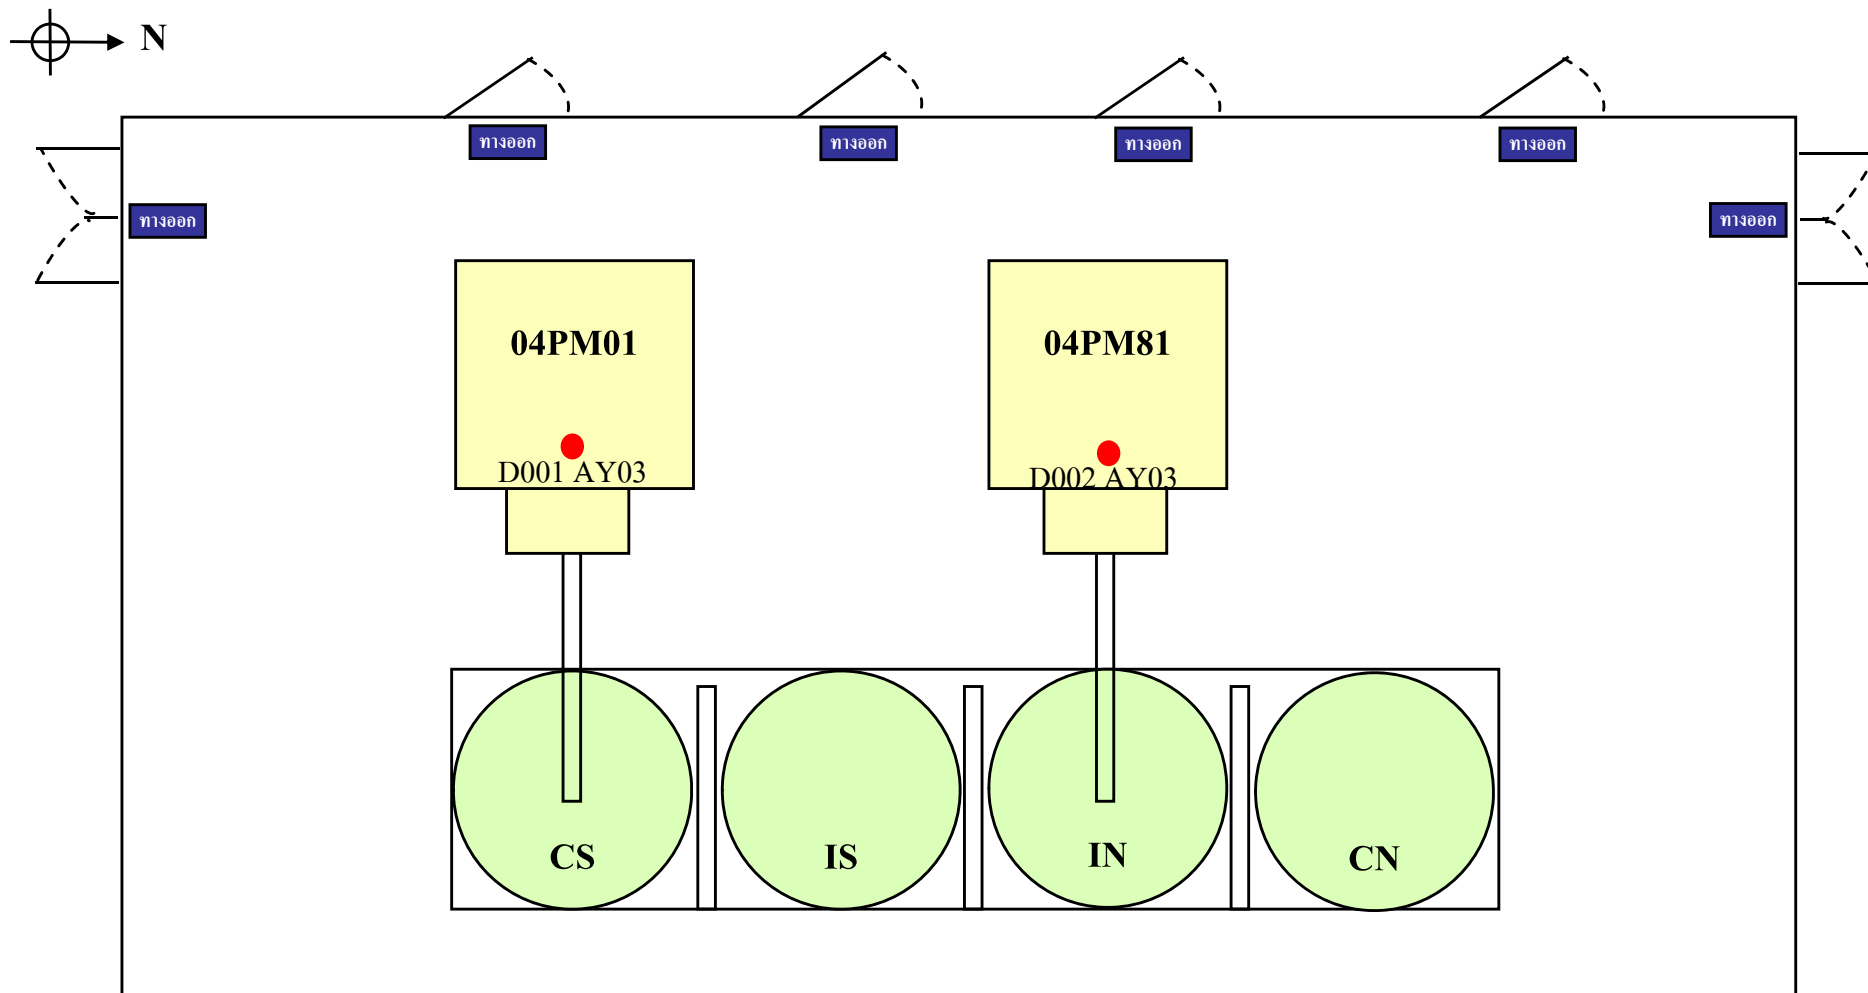 N
ทางออก
ทางออก
ทางออก
ทางออก
ทางออก
ทางออก
04PM01
04PM81
D001 AY03
D002 AY03
CS
IS
IN
CN